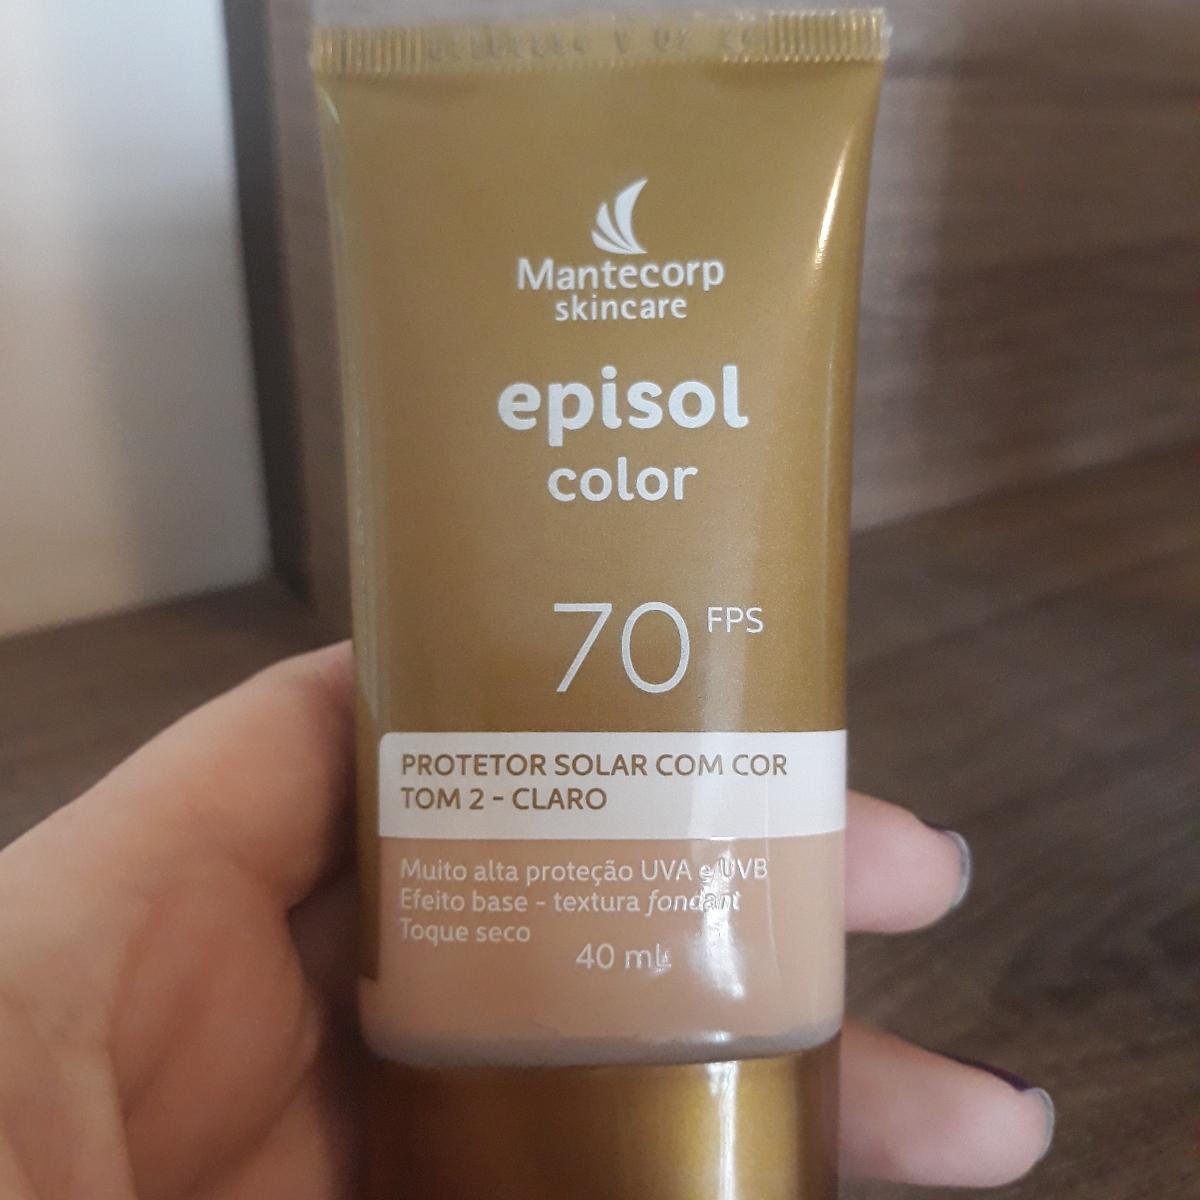 Mantecorp
skincare
episol
color
70 FPS
PROTETOR SOLAR COM COR
TOM 2 - CLARO
Muito alta proteção UVA e UVB
Efeito base - textura fondant
Toque seco
40 mL